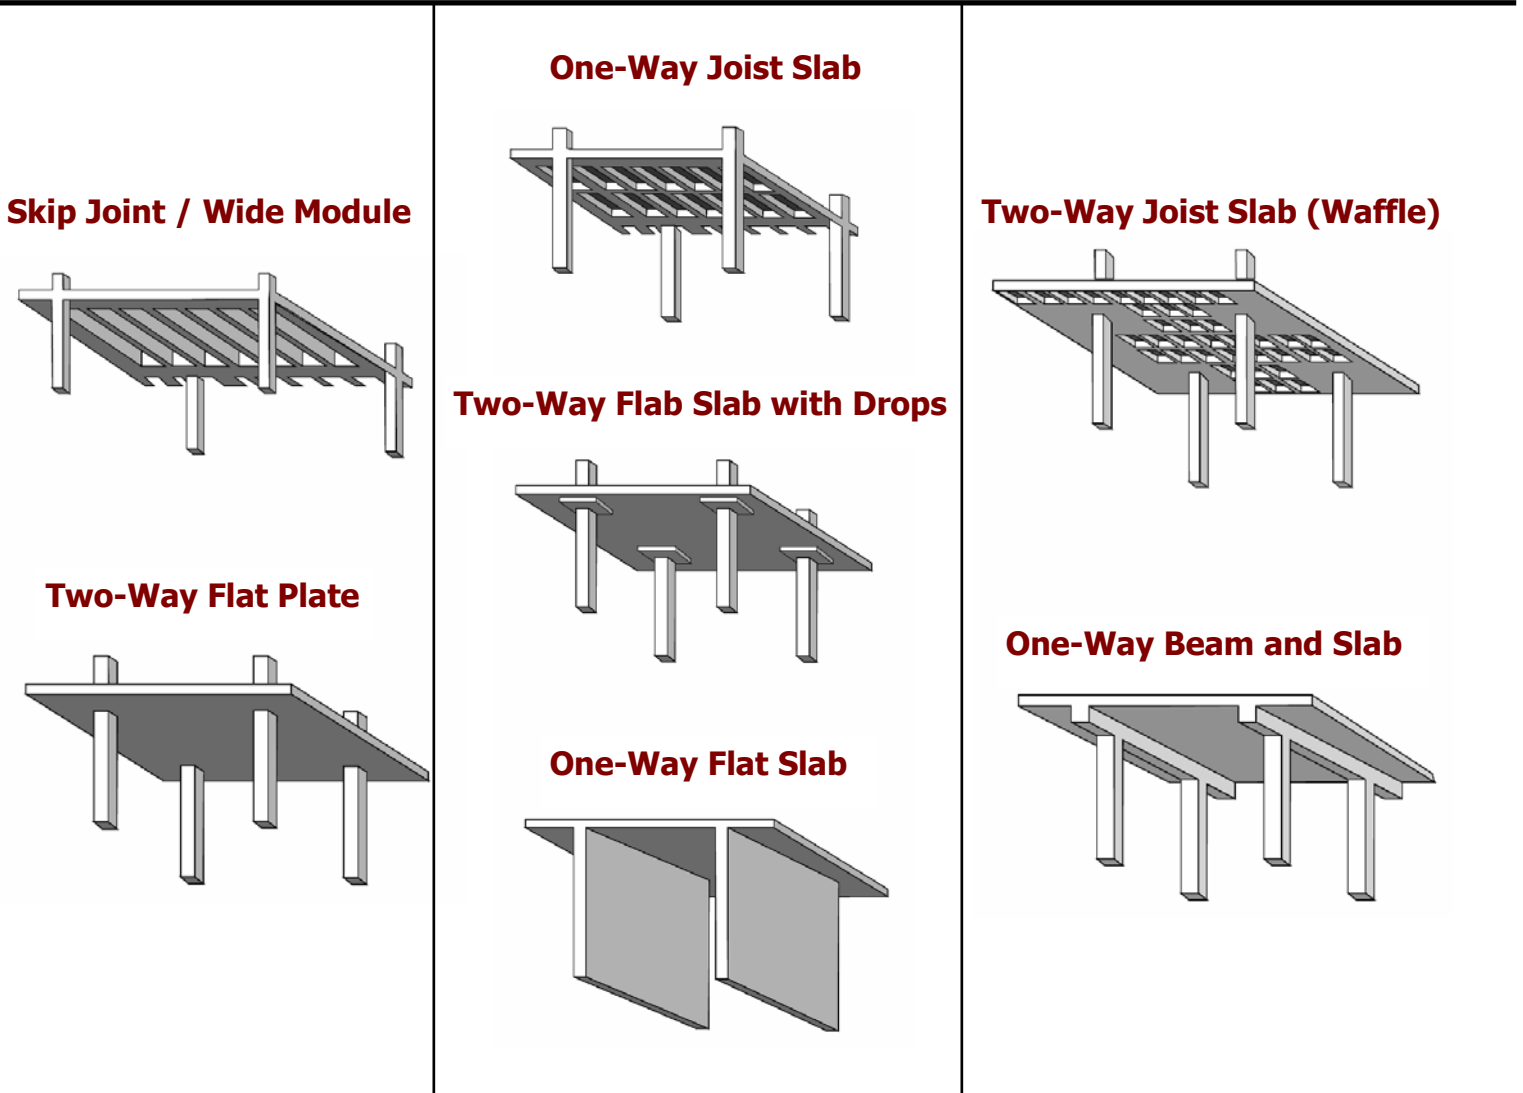 Skip Joint / Wide Module
Two-Way Flat Plate
One-Way Joist Slab
Two-Way Flab Slab with Drops
One-Way Flat Slab
Two-Way Joist Slab (Waffle)
One-Way Beam and Slab